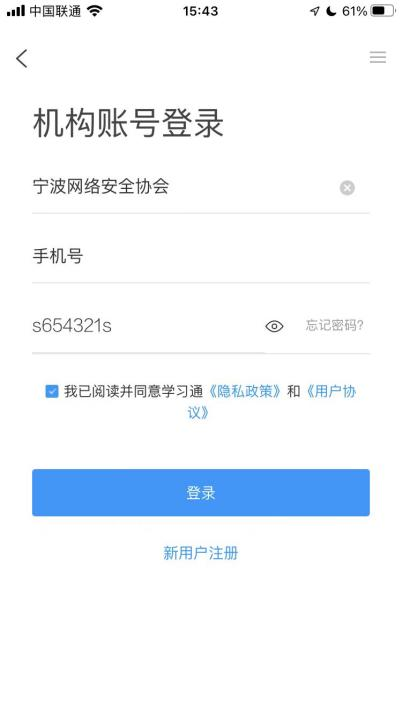 中国联通 15:43 61%
机构账号登录
宁波网络安全协会
手机号
s654321s 忘记密码?
我已阅读并同意学习通《隐私政策》和《用户协
议》
登录
新用户注册